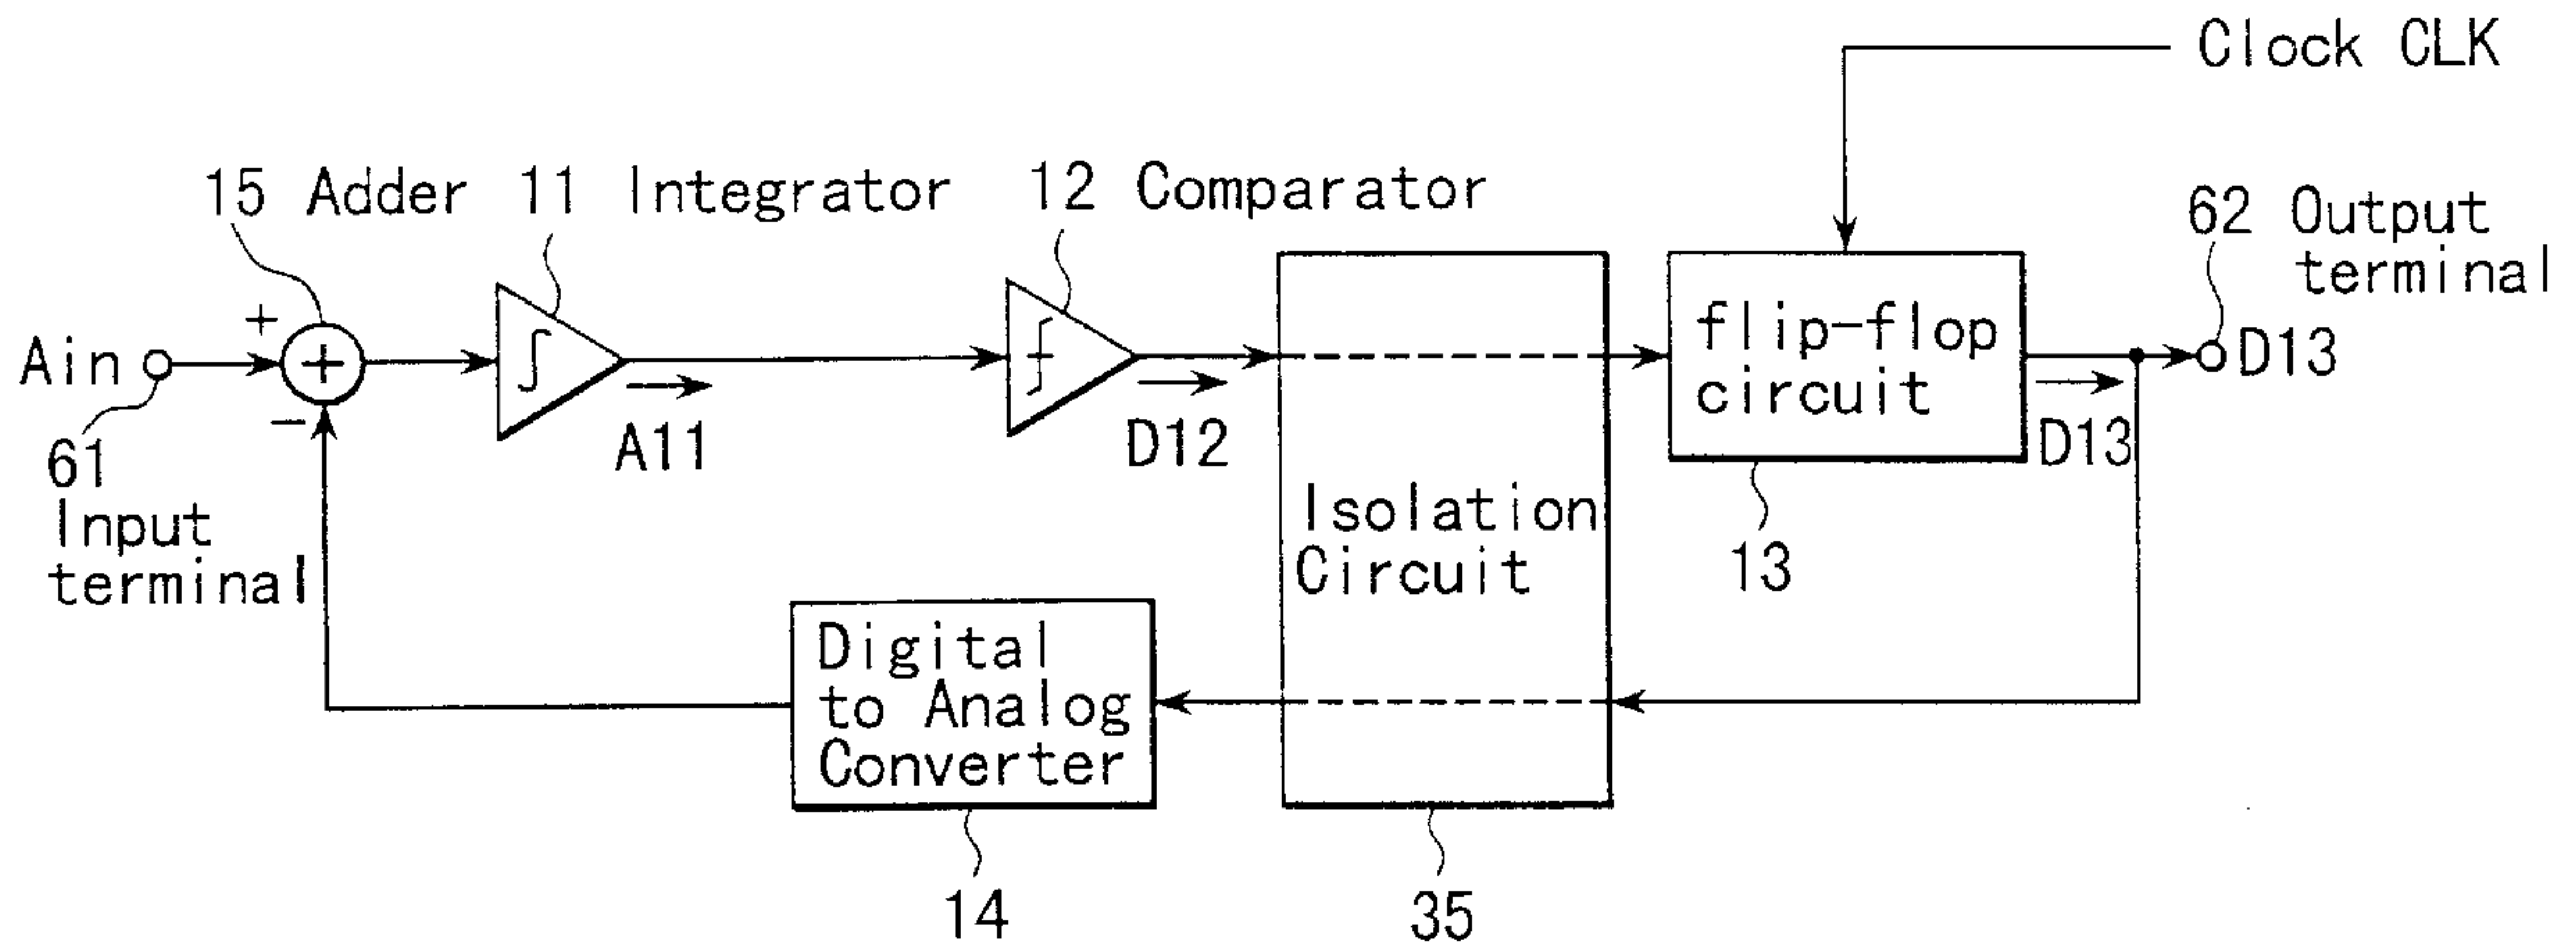 Clock CLK
15 Adder
11 Integrator
12 Comparator
62 Output
terminal
+
Ain
+
∫
flip-flop
circuit
D13
−
A11
D12
D13
61
Input
terminal
Isolation
Circuit
13
Digital
to Analog
Converter
14
35